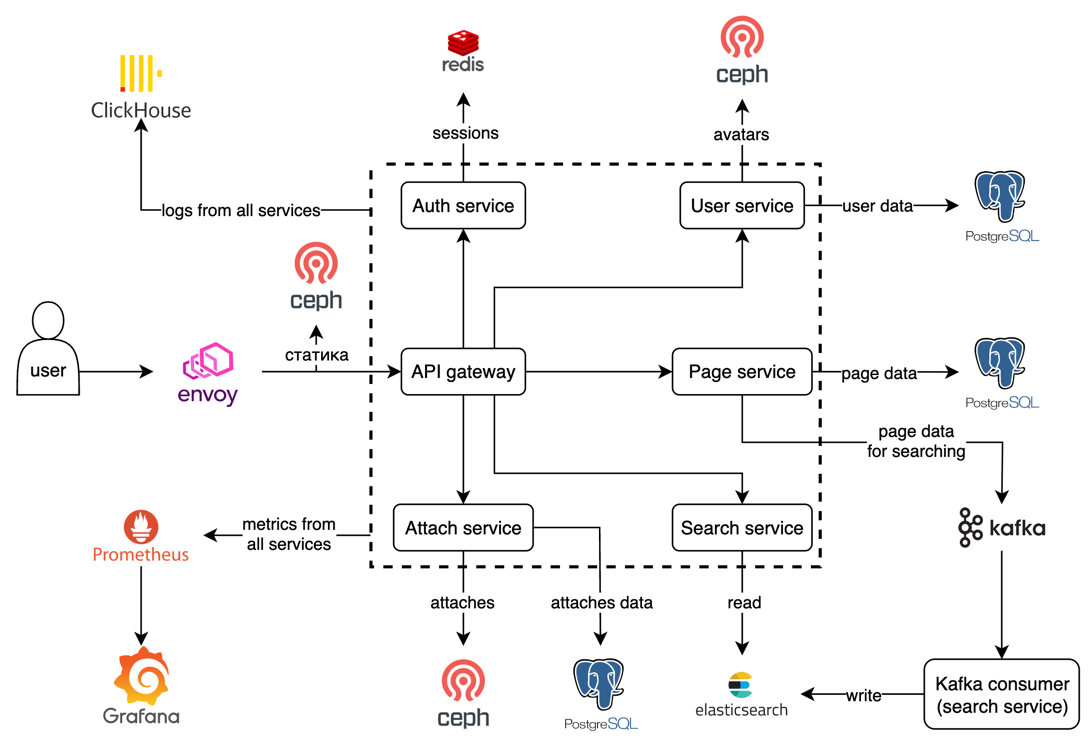 redis
ceph
ClickHouse
sessions
avatars
logs from all services
Auth service
User service
user data
PostgreSQL
ceph
user
envoy
статика
API gateway
Page service
page data
PostgreSQL
page data
for searching
metrics from
all services
Prometheus
Attach service
Search service
kafka
attaches
attaches data
read
Grafana
ceph
PostgreSQL
elasticsearch
write
Kafka consumer
(search service)